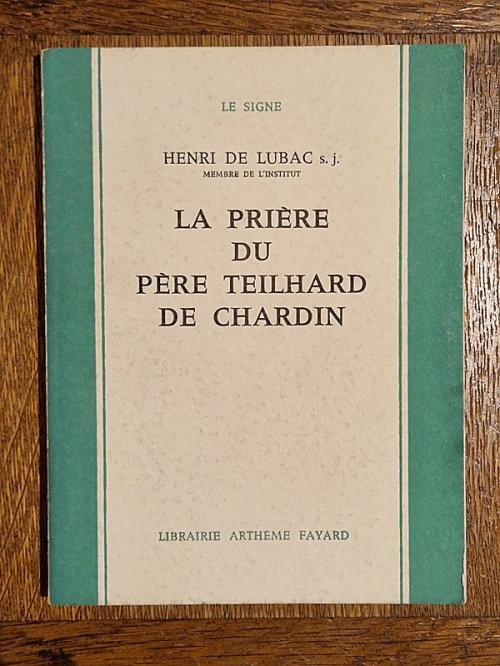 LE SIGNE
HENRI DE LUBAC s. j.
MEMBRE DE L'INSTITUT
LA PRIÈRE
DU
PÈRE TEILHARD
DE CHARDIN
LIBRAIRIE ARTHÈME FAYARD